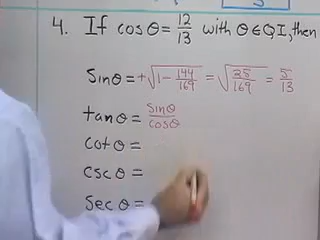 4. If cosθ = 12/13 with θ∈QI, then
Sinθ = +√(1 - 144/169) = √(25/169) = 5/13
tanθ = Sinθ/cosθ
cotθ =
cscθ =
Secθ =